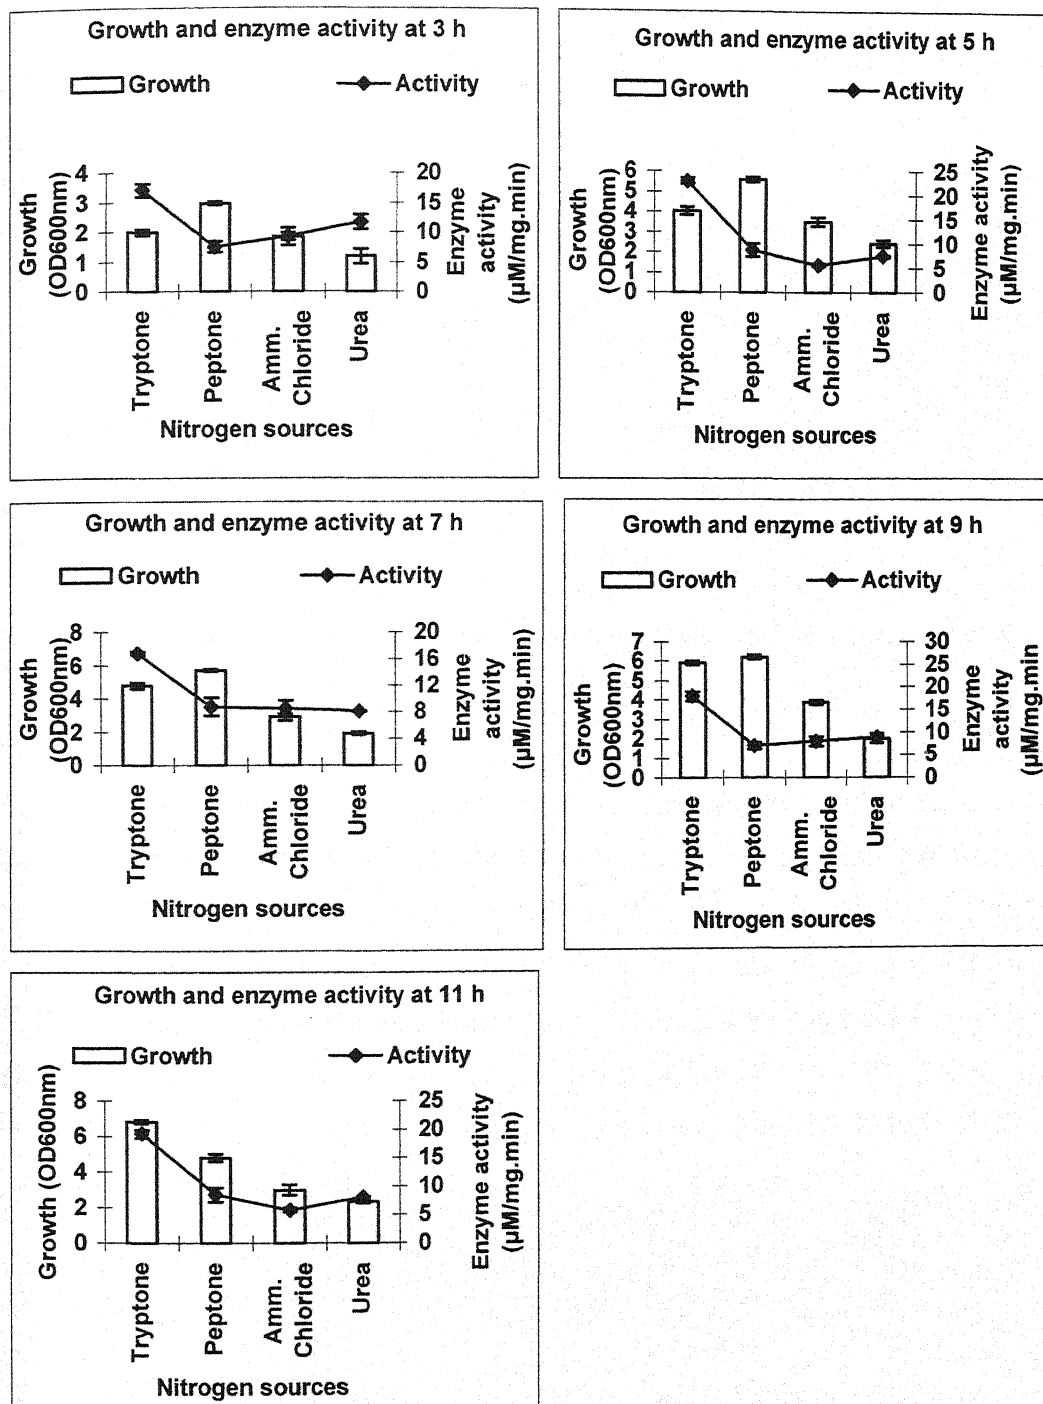 Growth and enzyme activity at 3 h
Growth
Activity
Growth
(OD600nm)
4
3
2
1
0
20
15
10
5
0
Enzyme
activity
(µM/mg.min)
Tryptone
Peptone
Amm.
Chloride
Urea
Nitrogen sources
Growth and enzyme activity at 5 h
Growth
Activity
Growth
(OD600nm)
6
5
4
3
2
1
0
25
20
15
10
5
0
Enzyme activity
(µM/mg.min)
Tryptone
Peptone
Amm.
Chloride
Urea
Nitrogen sources
Growth and enzyme activity at 7 h
Growth
Activity
Growth
(OD600nm)
8
6
4
2
0
20
16
12
8
4
0
Enzyme
activity
(µM/mg.min)
Tryptone
Peptone
Amm.
Chloride
Urea
Nitrogen sources
Growth and enzyme activity at 9 h
Growth
Activity
Growth
(OD600nm)
7
6
5
4
3
2
1
0
30
25
20
15
10
5
0
Enzyme
activity
(µM/mg.min
Tryptone
Peptone
Amm.
Chloride
Urea
Nitrogen sources
Growth and enzyme activity at 11 h
Growth
Activity
Growth (OD600nm)
8
6
4
2
0
25
20
15
10
5
0
Enzyme activity
(µM/mg.min)
Tryptone
Peptone
Amm.
Chloride
Urea
Nitrogen sources